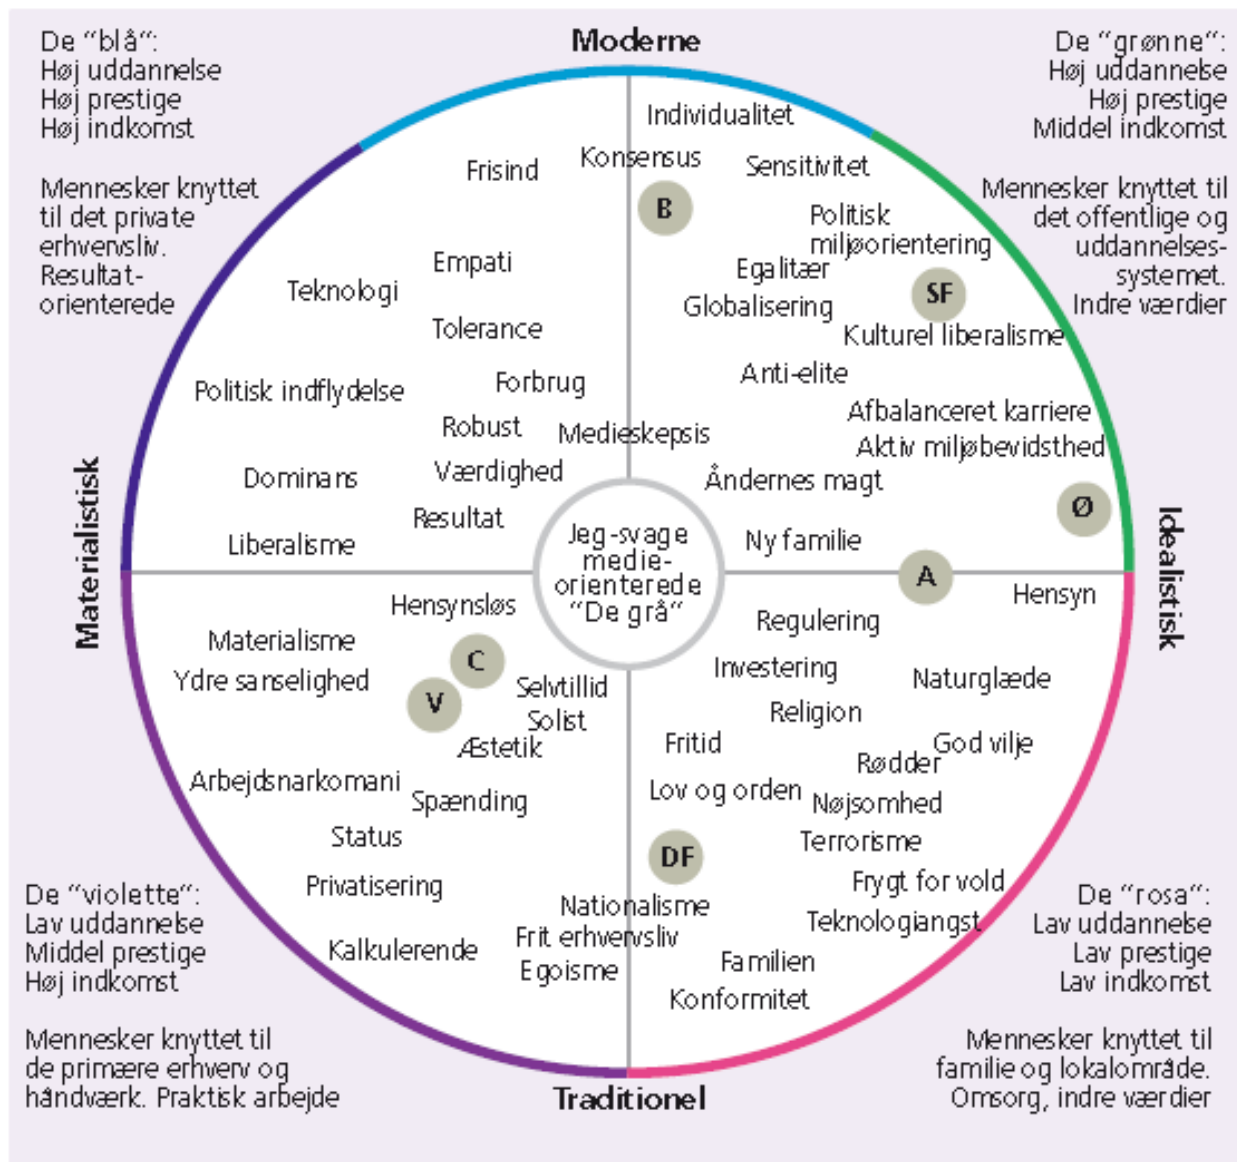 De “blå“:
Høj uddannelse
Høj prestige
Høj indkomst
Mennesker knyttet
til det private
erhvervsliv.
Resultat-
orienterede
Moderne
De “grønne“:
Høj uddannelse
Høj prestige
Middel indkomst
Mennesker knyttet til
det offentlige og
uddannelses-
systemet.
Indre værdier
Individualitet
Konsensus
Frisind
Sensitivitet
B
Politisk
miljøorientering
Empati
Egalitær
Teknologi
SF
Globalisering
Tolerance
Kulturel liberalisme
Anti-elite
Forbrug
Politisk indflydelse
Afbalanceret karriere
Robust
Medieskepsis
Aktiv miljøbevidsthed
Værdighed
Dominans
Åndernes magt
Resultat
Ø
Liberalisme
Ny familie
Materialistisk
Idealistisk
Jeg-svage
medie-
orienterede
“De grå“
A
Hensyn
Hensynsløs
Regulering
Materialisme
C
Investering
Ydre sanselighed
Selvtillid
Naturglæde
V
Solist
Religion
Æstetik
Fritid
God vilje
Rødder
Arbejdsnarkomani
Lov og orden
Spænding
Nøjsomhed
Status
Terrorisme
DF
Privatisering
Frygt for vold
Nationalisme
Teknologiangst
Frit erhvervsliv
Kalkulerende
Egoisme
Familien
Konformitet
De “violette“:
Lav uddannelse
Middel prestige
Høj indkomst
Mennesker knyttet til
de primære erhverv og
håndværk. Praktisk arbejde
Traditionel
De “rosa“:
Lav uddannelse
Lav prestige
Lav indkomst
Mennesker knyttet til
familie og lokalområde.
Omsorg, indre værdier